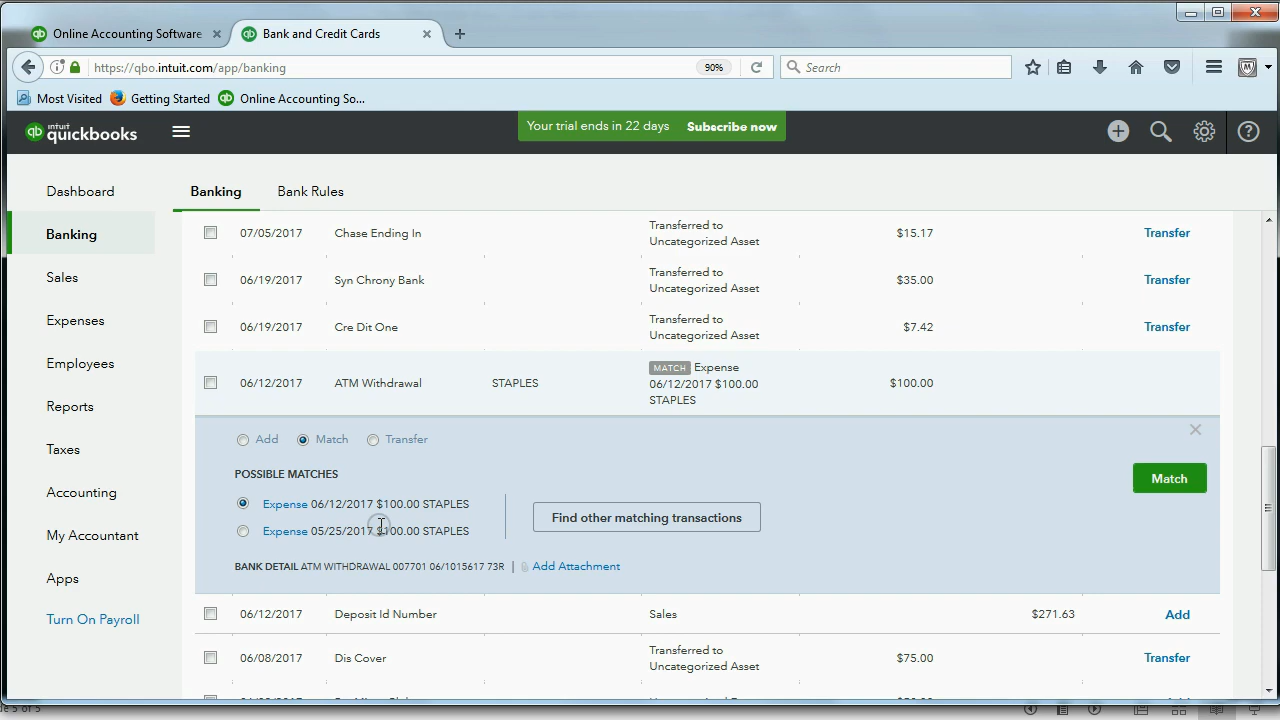 Online Accounting Software
Bank and Credit Cards
https://qbo.intuit.com/app/banking
90%
Search
Most Visited
Getting Started
Online Accounting So...
intuit
quickbooks
Your trial ends in 22 days
Subscribe now
Dashboard
Banking
Sales
Expenses
Employees
Reports
Taxes
Accounting
My Accountant
Apps
Turn On Payroll
Banking
Bank Rules
07/05/2017 Chase Ending In Transferred to $15.17 Transfer
Uncategorized Asset
06/19/2017 Syn Chrony Bank Transferred to $35.00 Transfer
Uncategorized Asset
06/19/2017 Cre Dit One Transferred to $7.42 Transfer
Uncategorized Asset
06/12/2017 ATM Withdrawal STAPLES MATCH Expense $100.00
06/12/2017 $100.00
STAPLES
Add Match Transfer
POSSIBLE MATCHES
Match
Expense 06/12/2017 $100.00 STAPLES
Expense 05/25/2017 $100.00 STAPLES
Find other matching transactions
BANK DETAIL ATM WITHDRAWAL 007701 06/1015617 73R | Add Attachment
06/12/2017 Deposit Id Number Sales $271.63 Add
06/08/2017 Dis Cover Transferred to $75.00 Transfer
Uncategorized Asset